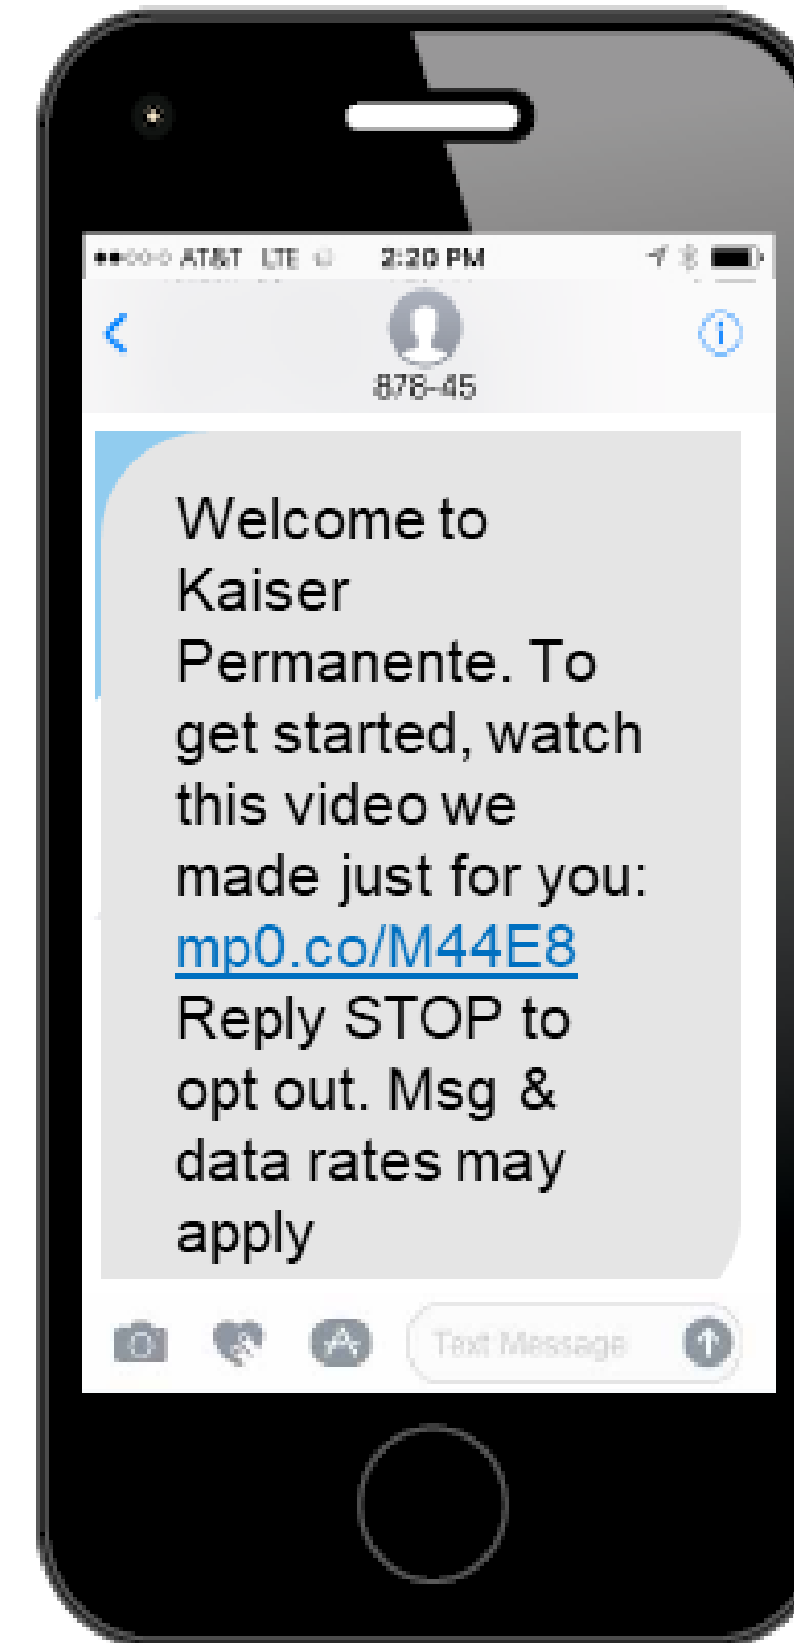 AT&T LTE 2:20 PM
878-45
Welcome to
Kaiser
Permanente. To
get started, watch
this video we
made just for you:
mp0.co/M44E8
Reply STOP to
opt out. Msg &
data rates may
apply
Text Message